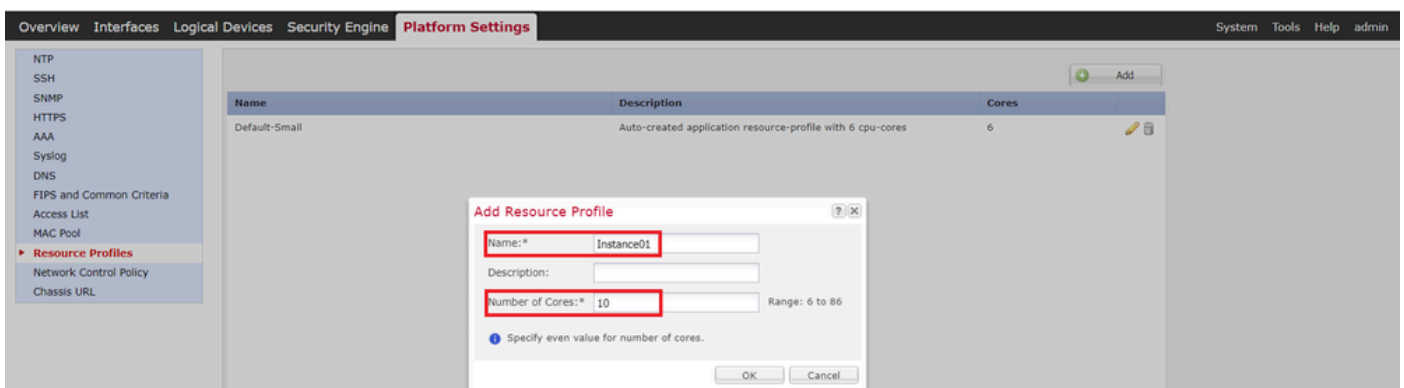 Overview Interfaces Logical Devices Security Engine Platform Settings System Tools Help admin
NTP
SSH
SNMP
HTTPS
AAA
Syslog
DNS
FIPS and Common Criteria
Access List
MAC Pool
Resource Profiles
Network Control Policy
Chassis URL
Add
Name Description Cores
Default-Small Auto-created application resource-profile with 6 cpu-cores 6
Add Resource Profile
Name:* Instance01
Description:
Number of Cores:* 10 Range: 6 to 86
Specify even value for number of cores.
OK Cancel